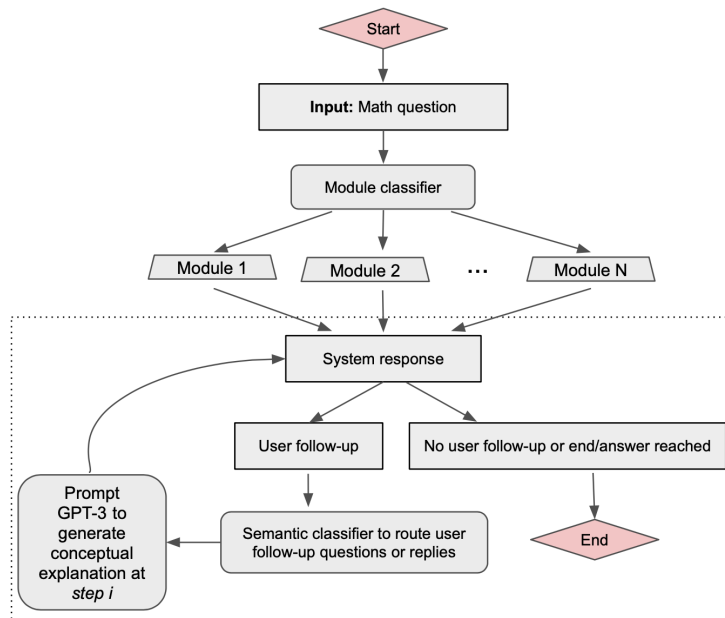 Start
Input: Math question
Module classifier
Module 1
Module 2
...
Module N
System response
User follow-up
No user follow-up or end/answer reached
Prompt
GPT-3 to
generate
conceptual
explanation at
step i
Semantic classifier to route user
follow-up questions or replies
End